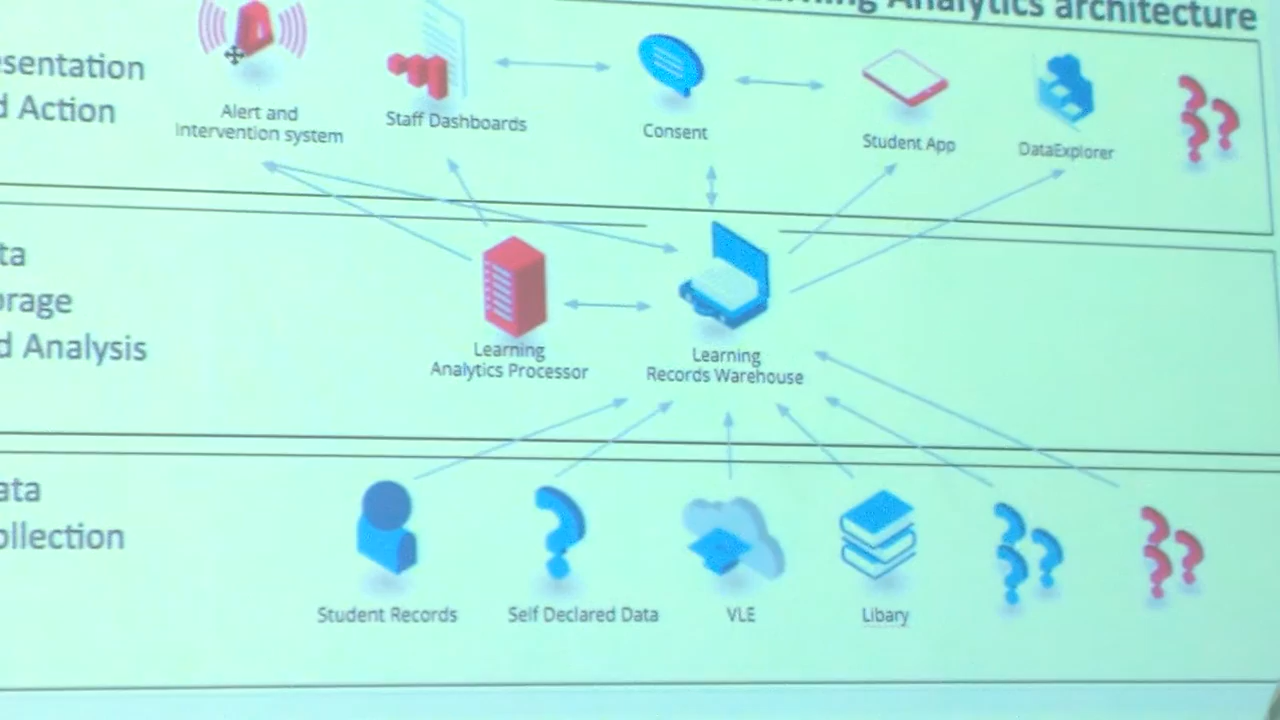 Analytics architecture
esentation
d Action
Alert and
Intervention system
Staff Dashboards
Consent
Student App
DataExplorer
ta
orage
d Analysis
Learning
Analytics Processor
Learning
Records Warehouse
ata
ollection
Student Records
Self Declared Data
VLE
Libary